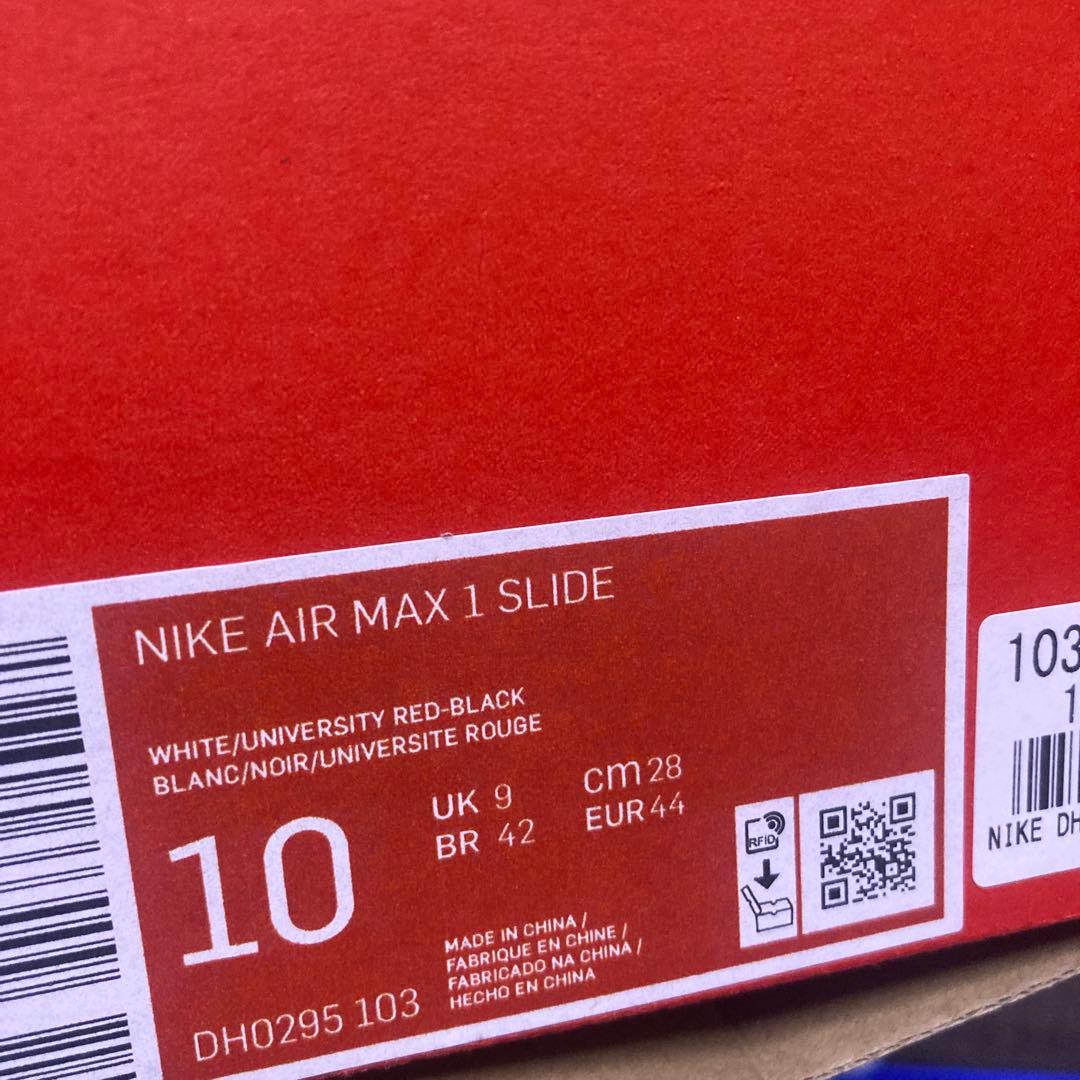 NIKE AIR MAX 1 SLIDE
WHITE/UNIVERSITY RED-BLACK
BLANC/NOIR/UNIVERSITE ROUGE
10
UK 9
BR 42
cm 28
EUR 44
RFID
MADE IN CHINA /
FABRIQUE EN CHINE /
FABRICADO NA CHINA /
HECHO EN CHINA
DH0295 103
103
1
NIKE DH